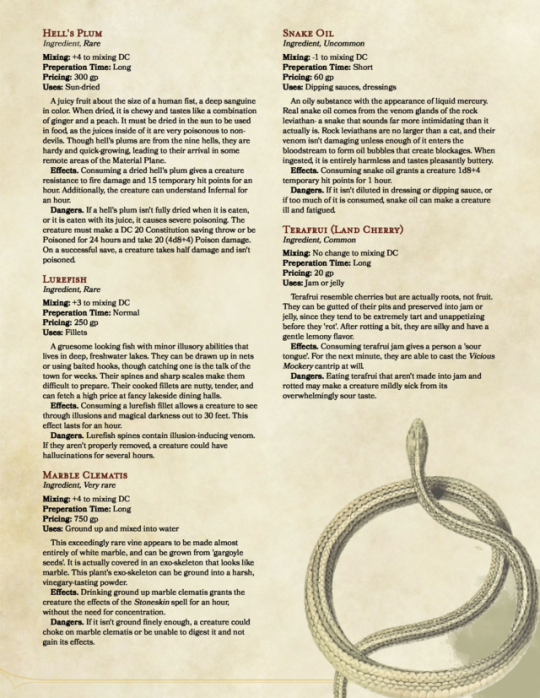 Hell's Plum
Ingredient, Rare
Mixing: +4 to mixing DC
Preperation Time: Long
Pricing: 300 gp
Uses: Sun-dried
A juicy fruit about the size of a human fist, a deep sanguine
in color. When dried, it is chewy and tastes like a combination
of ginger and a peach. It must be dried in the sun to be used
in food, as the juices inside of it are very poisonous to non-
devils. Though hell's plums are from the nine hells, they are
hardy and quick-growing, leading to their arrival in some
remote areas of the Material Plane.
Effects. Consuming a dried hell's plum gives a creature
resistance to fire damage and 15 temporary hit points for an
hour. Additionally, the creature can understand Infernal for
an hour.
Dangers. If a hell's plum isn't fully dried when it is eaten,
or it is eaten with its juice, it causes severe poisoning. The
creature must make a DC 20 Constitution saving throw or be
Poisoned for 24 hours and take 20 (4d8+4) Poison damage.
On a successful save, a creature takes half damage and isn't
poisoned.
Lurefish
Ingredient, Rare
Mixing: +3 to mixing DC
Preperation Time: Normal
Pricing: 250 gp
Uses: Fillets
A gruesome looking fish with minor illusory abilities that
lives in deep, freshwater lakes. They can be drawn up in nets
or using baited hooks, though catching one is the talk of the
town for weeks. Their spines and sharp scales make them
difficult to prepare. Their cooked fillets are nutty, tender, and
can fetch a high price at fancy lakeside dining halls.
Effects. Consuming a lurefish fillet allows a creature to see
through illusions and magical darkness out to 30 feet. This
effect lasts for an hour.
Dangers. Lurefish spines contain illusion-inducing venom.
If they aren't properly removed, a creature could have
hallucinations for several hours.
Marble Clematis
Ingredient, Very rare
Mixing: +4 to mixing DC
Preperation Time: Long
Pricing: 750 gp
Uses: Ground up and mixed into water
This exceedingly rare vine appears to be made almost
entirely of white marble, and can be grown from 'gargoyle
seeds'. It is actually covered in an exo-skeleton that looks like
marble. This plant's exo-skeleton can be ground into a harsh,
vinegary-tasting powder.
Effects. Drinking ground up marble clematis grants the
creature the effects of the Stoneskin spell for an hour,
without the need for concentration.
Dangers. If it isn't ground finely enough, a creature could
choke on marble clematis or be unable to digest it and not
gain its effects.
Snake Oil
Ingredient, Uncommon
Mixing: -1 to mixing DC
Preperation Time: Short
Pricing: 60 gp
Uses: Dipping sauces, dressings
An oily substance with the appearance of liquid mercury.
Real snake oil comes from the venom glands of the rock
leviathan- a snake that sounds far more intimidating than it
actually is. Rock leviathans are no larger than a cat, and their
venom isn't damaging unless enough of it enters the
bloodstream to form oil bubbles that create blockages. When
ingested, it is entirely harmless and tastes pleasantly buttery.
Effects. Consuming snake oil grants a creature 1d8+4
temporary hit points for 1 hour.
Dangers. If it isn't diluted in dressing or dipping sauce, or
if too much of it is consumed, snake oil can make a creature
ill and fatigued.
Terafrui (Land Cherry)
Ingredient, Common
Mixing: No change to mixing DC
Preperation Time: Long
Pricing: 20 gp
Uses: Jam or jelly
Terafrui resemble cherries but are actually roots, not fruit.
They can be gutted of their pits and preserved into jam or
jelly, since they tend to be extremely tart and unappetizing
before they 'rot'. After rotting a bit, they are silky and have a
gentle lemony flavor.
Effects. Consuming terafrui jam gives a person a 'sour
tongue'. For the next minute, they are able to cast the Vicious
Mockery cantrip at will.
Dangers. Eating terafrui that aren't made into jam and
rotted may make a creature mildly sick from its
overwhelmingly sour taste.